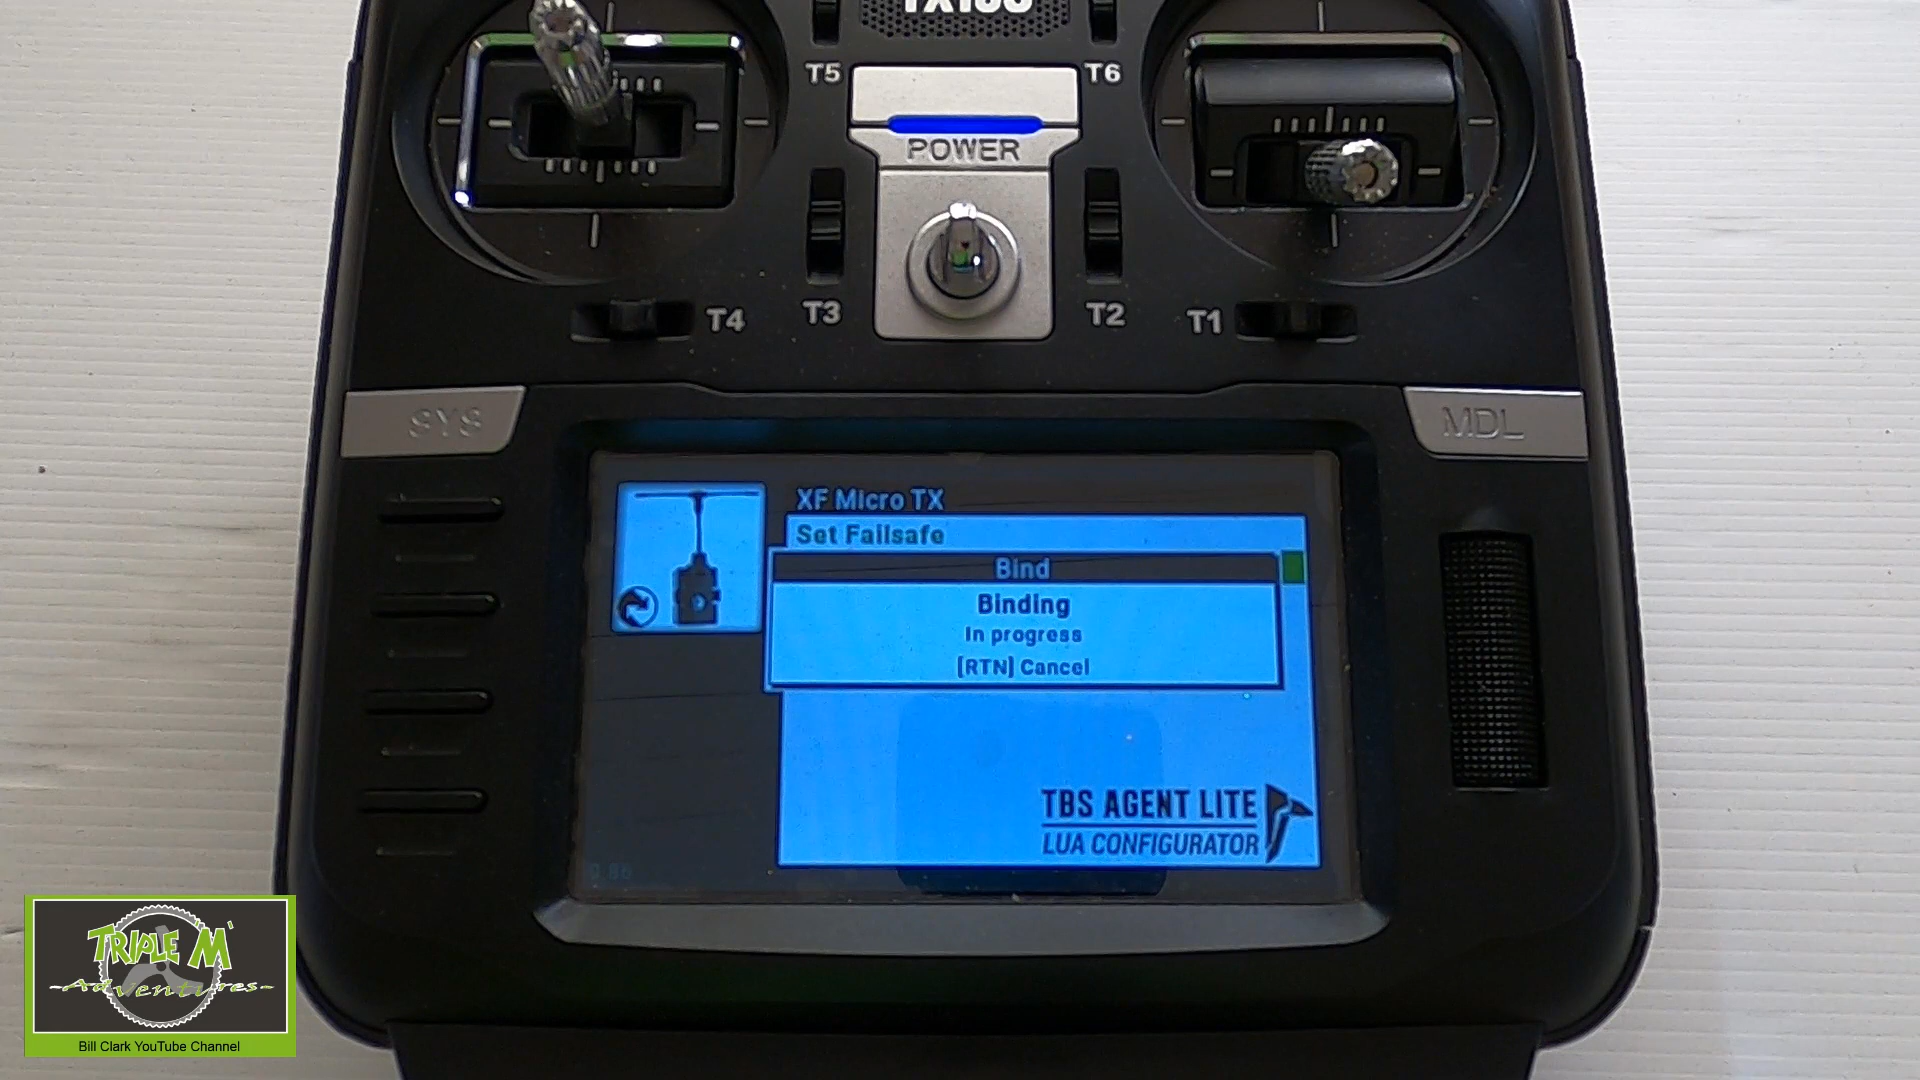 TX16S
T5
T6
POWER
T4
T3
T2
T1
SYS
MDL
XF Micro TX
Set Failsafe
Bind
Binding
In progress
[RTN] Cancel
TBS AGENT LITE
LUA CONFIGURATOR
TRIPLE M'
-Adventures-
Bill Clark YouTube Channel